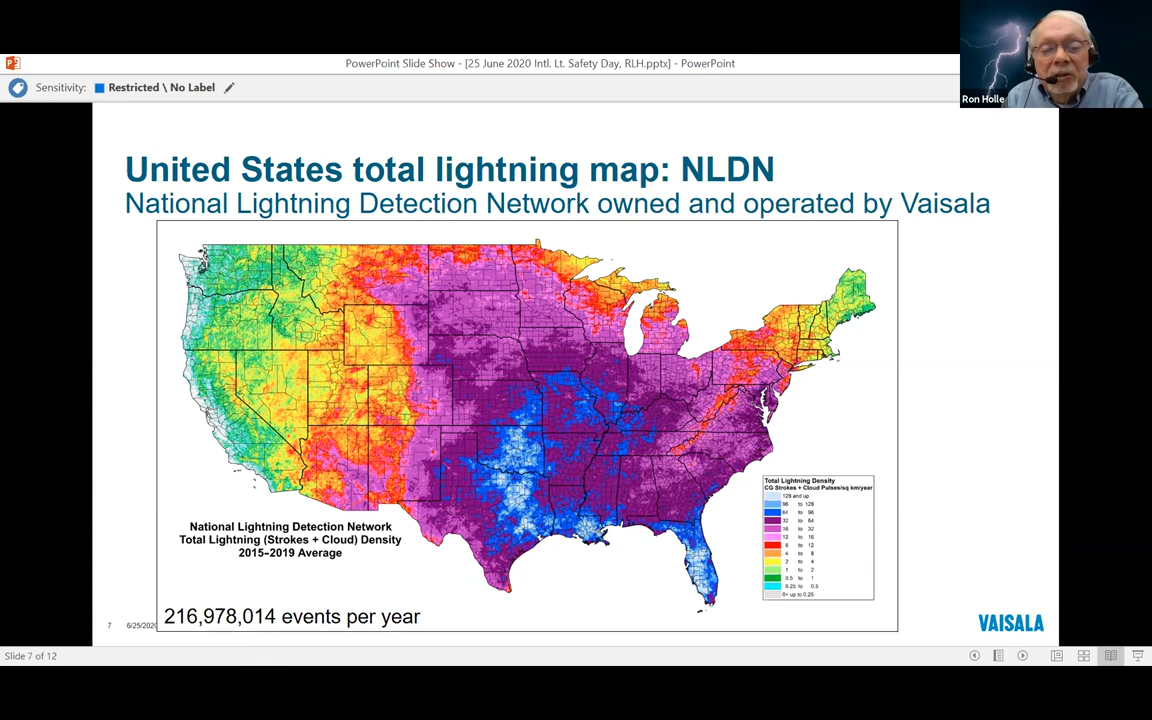 PowerPoint Slide Show - [25 June 2020 Intl. Lt. Safety Day, RLH.pptx] - PowerPoint
Sensitivity: Restricted \ No Label
Ron Holle
United States total lightning map: NLDN
National Lightning Detection Network owned and operated by Vaisala
Total Lightning Density
CG Strokes + Cloud Pulses/sq km/year
128 and up
96 to 128
64 to 96
32 to 64
16 to 32
12 to 16
8 to 12
4 to 8
2 to 4
1 to 2
0.5 to 1
0.25 to 0.5
0+ up to 0.25
National Lightning Detection Network
Total Lightning (Strokes + Cloud) Density
2015-2019 Average
216,978,014 events per year
7 6/25/2020
VAISALA
Slide 7 of 12